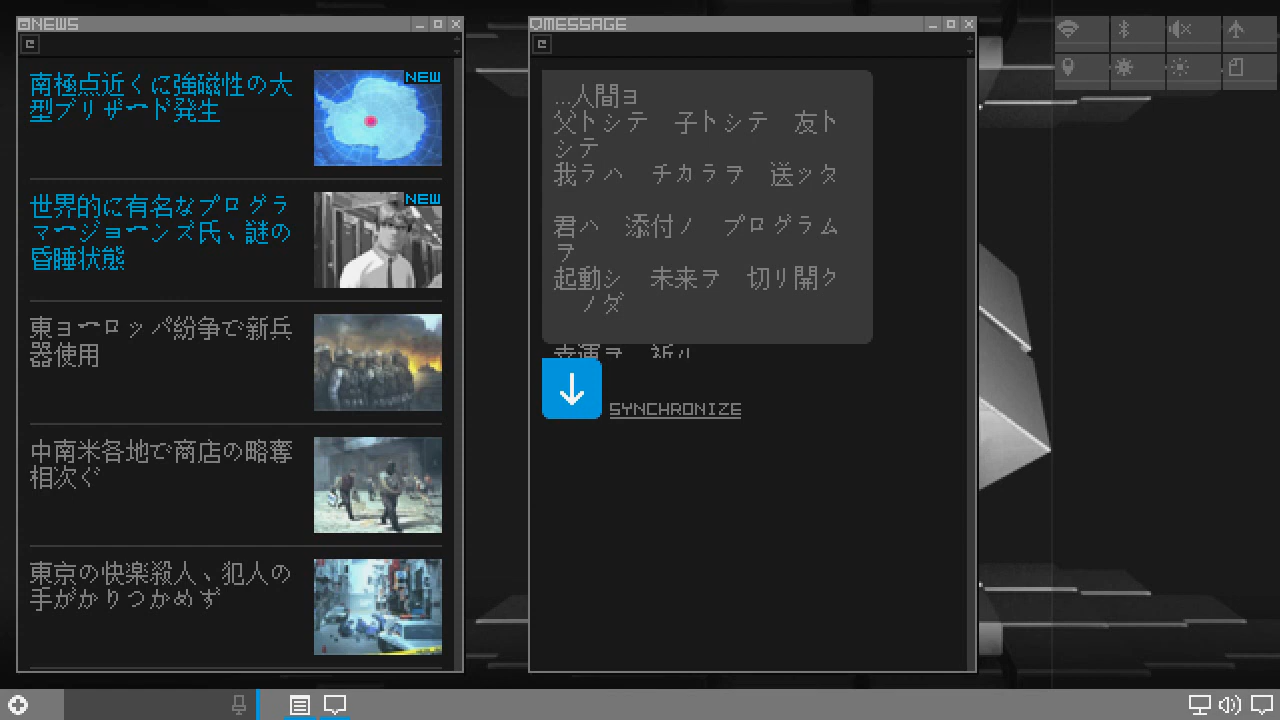 NEWS
南極点近くに強磁性の大
型ブリザード発生
NEW
世界的に有名なプログラ
マージョーンズ氏、謎の
昏睡状態
NEW
東ヨーロッパ紛争で新兵
器使用
中南米各地で商店の略奪
相次ぐ
東京の快楽殺人、犯人の
手がかりつかめず
MESSAGE
...人間ヨ
父トシテ 子トシテ 友ト
シテ
我ラハ チカラヲ 送ッタ
君ハ 添付ノ プログラム
ヲ
起動シ 未来ヲ 切リ開ク
ノダ
SYNCHRONIZE